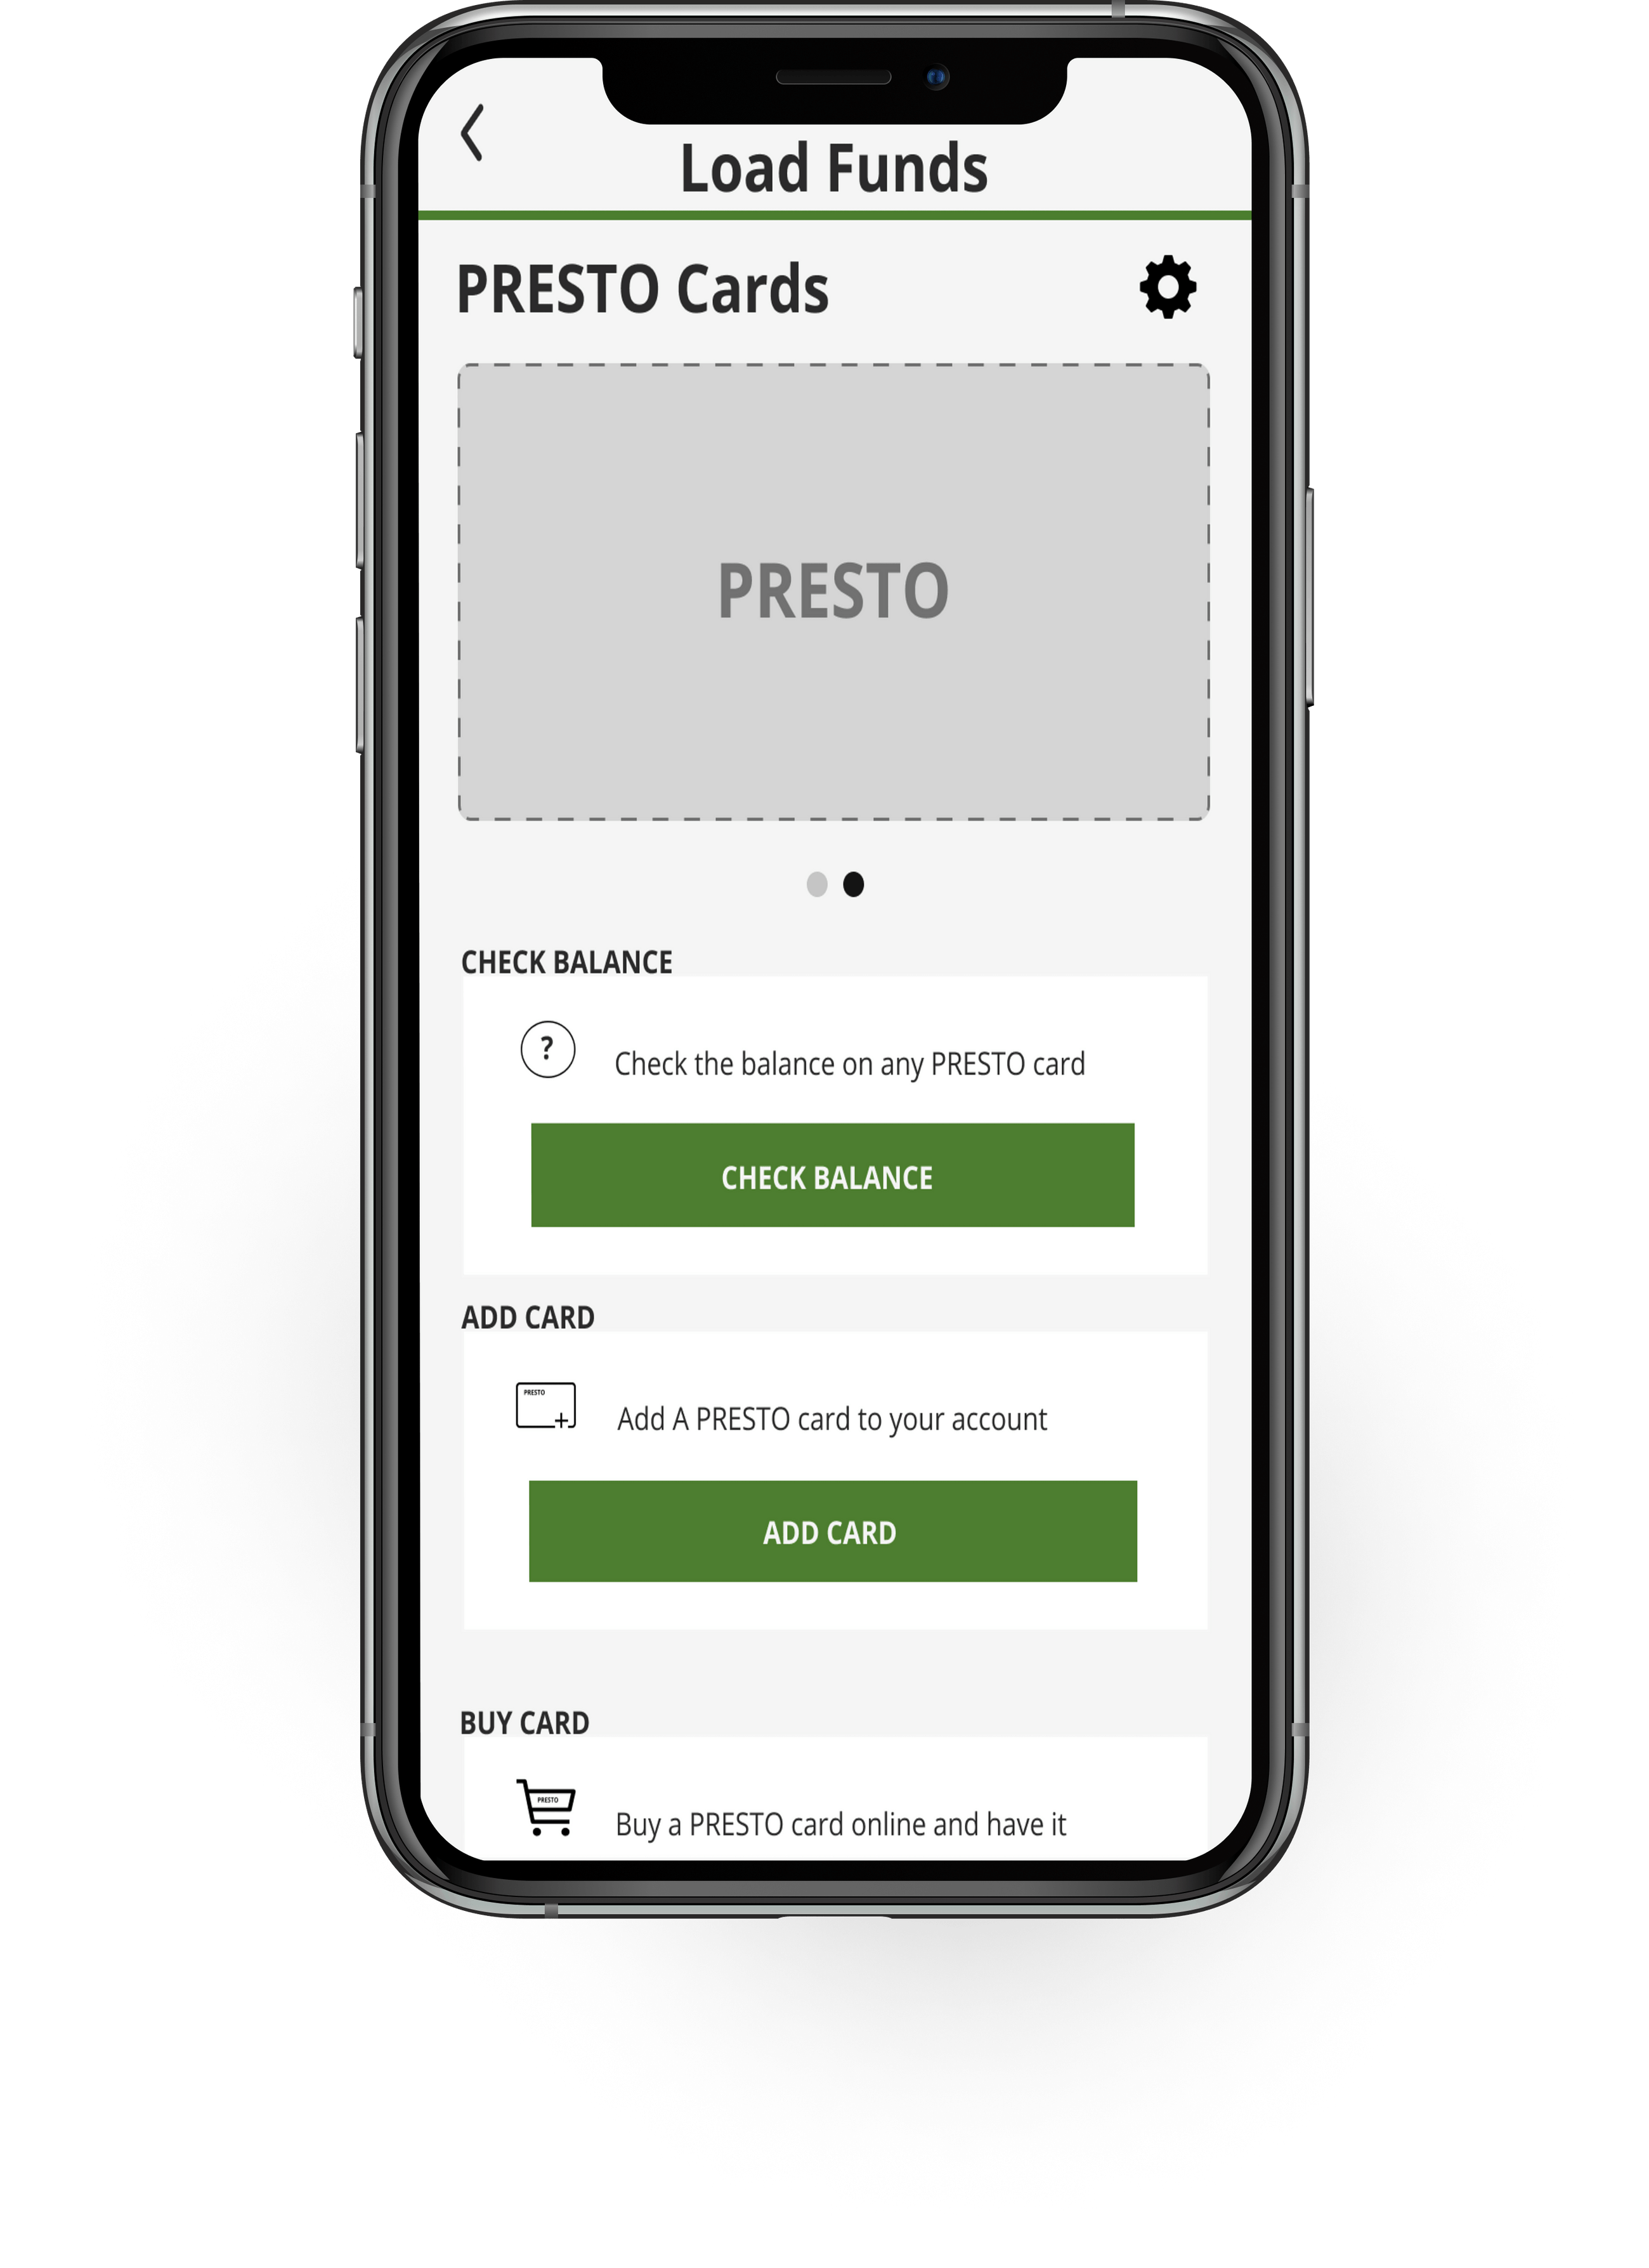 Load Funds
PRESTO Cards
PRESTO
CHECK BALANCE
?
Check the balance on any PRESTO card
CHECK BALANCE
ADD CARD
PRESTO
Add A PRESTO card to your account
ADD CARD
BUY CARD
PRESTO
Buy a PRESTO card online and have it